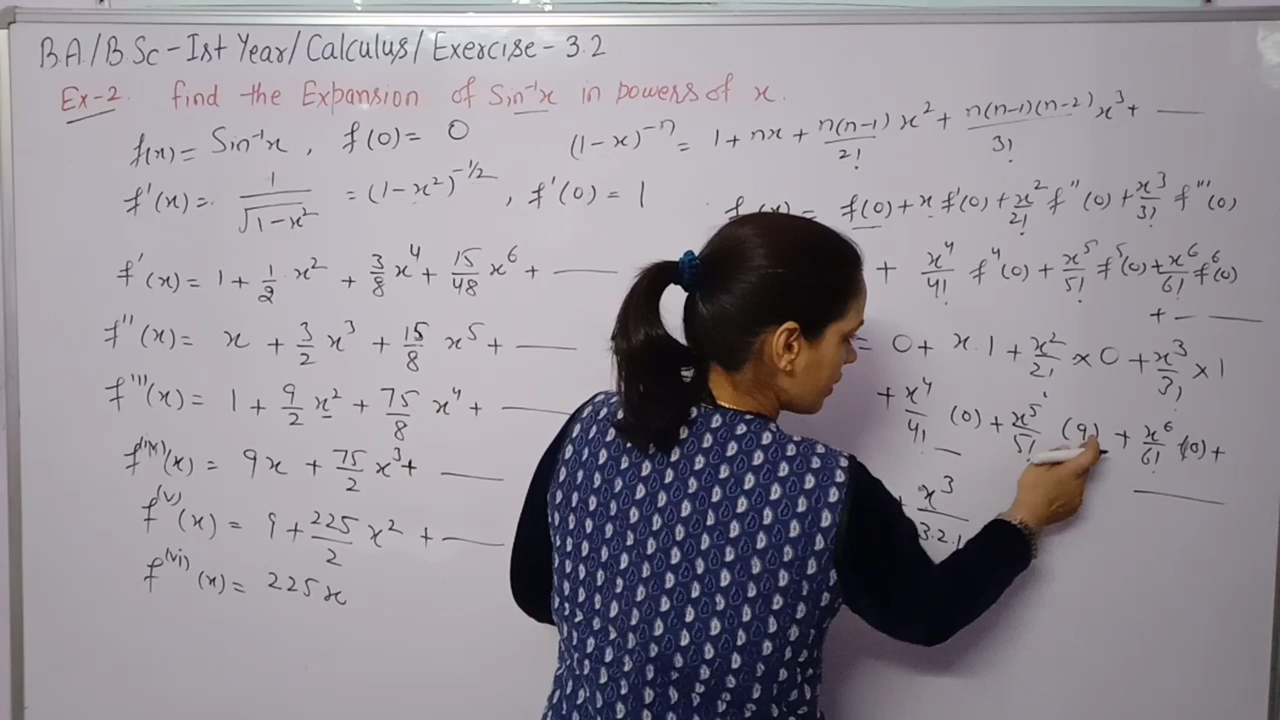 B.A./B.Sc-Ist Year/Calculus/Exercise-3.2
Ex-2. find the Expansion of Sin⁻¹x in powers of x.
f(x) = Sin⁻¹x, f(0) = 0
(1-x)⁻ⁿ = 1 + nx + n(n-1)/2! x² + n(n-1)(n-2)/3! x³ + ——
f'(x) = 1/√(1-x²) = (1-x²)^(-1/2), f'(0) = 1
f(x) = f(0) + x f'(0) + x²/2! f''(0) + x³/3! f'''(0)
+ x⁴/4! f⁴(0) + x⁵/5! f⁵(0) + x⁶/6! f⁶(0)
+ — ——
f'(x) = 1 + 1/2 x² + 3/8 x⁴ + 15/48 x⁶ + ——
f''(x) = x + 3/2 x³ + 15/8 x⁵ + ——
= 0 + x.1 + x²/2! × 0 + x³/3! × 1
f'''(x) = 1 + 9/2 x² + 75/8 x⁴ + ——
+ x⁴/4! (0) + x⁵/5! (9) + x⁶/6! (0) +
——
f⁽ᴵⱽ⁾(x) = 9x + 75/2 x³ + ——
x³/3.2.1
f⁽ⱽ⁾(x) = 9 + 225/2 x² + ——
f⁽ⱽᴵ⁾(x) = 225x